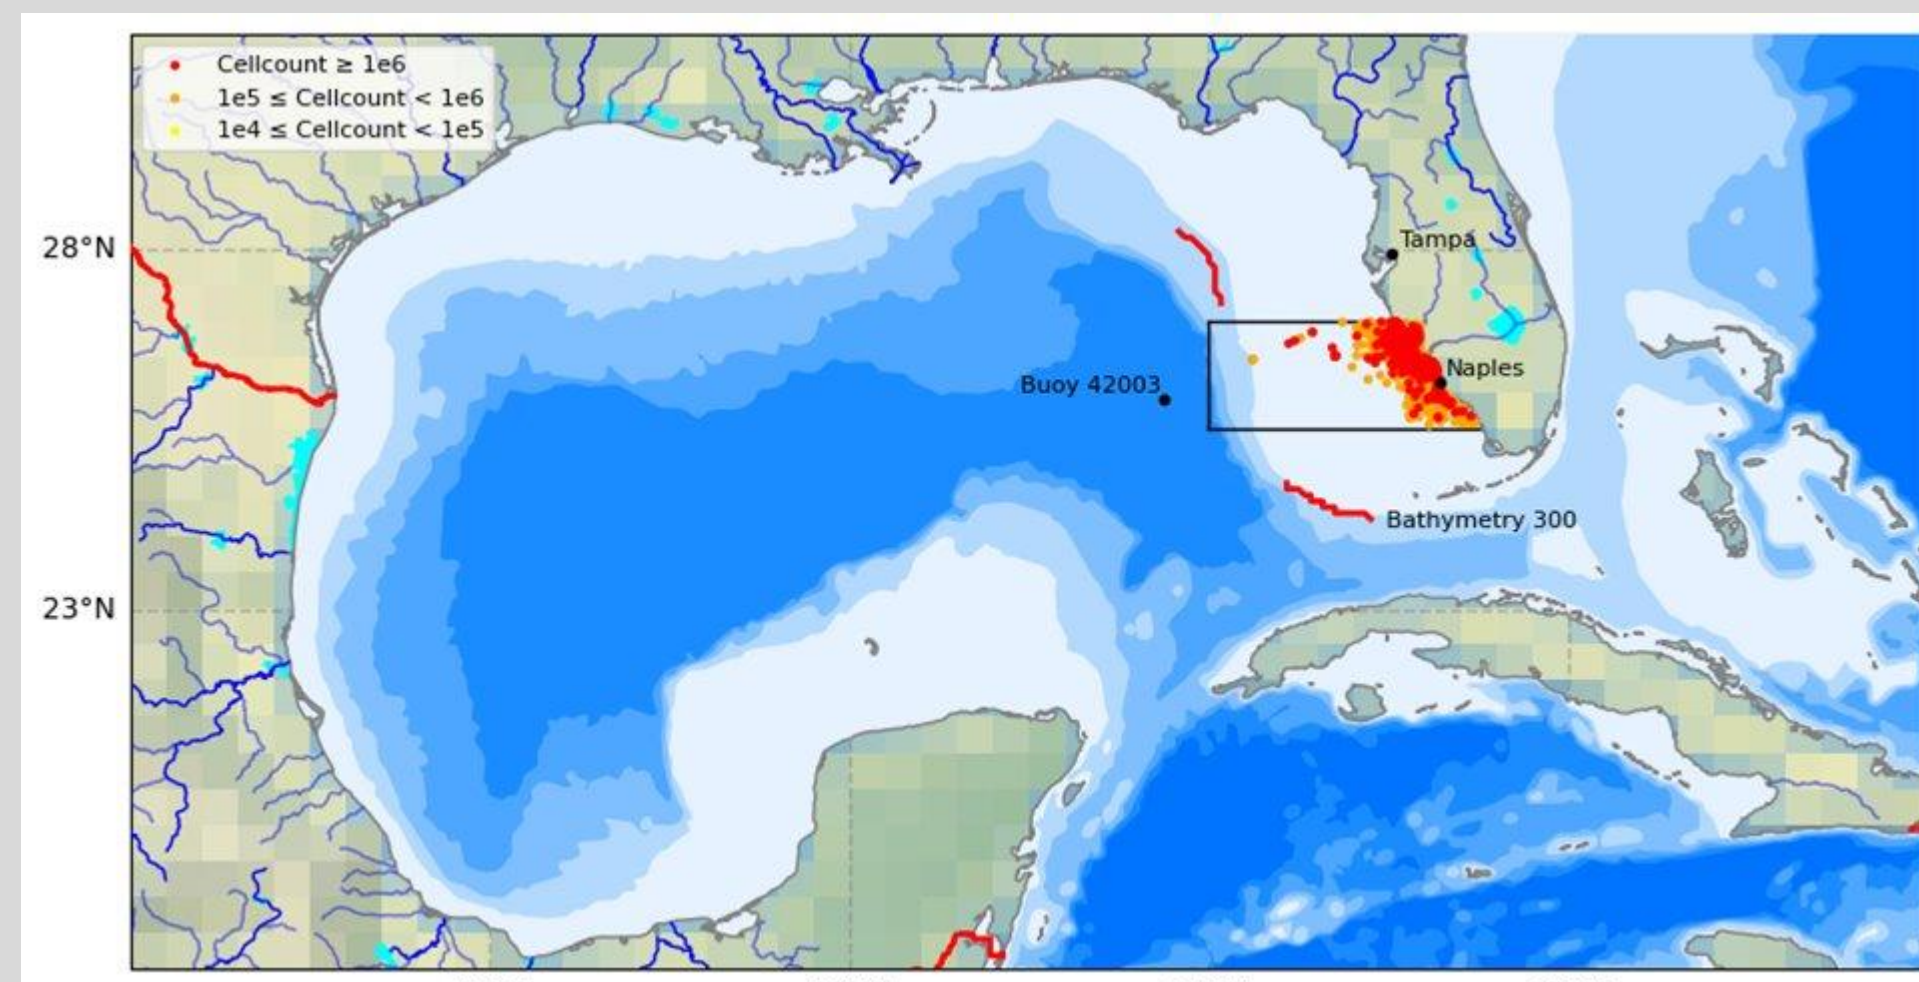 Cellcount ≥ 1e6
1e5 ≤ Cellcount < 1e6
1e4 ≤ Cellcount < 1e5
28°N
Tampa
Naples
Buoy 42003
Bathymetry 300
23°N